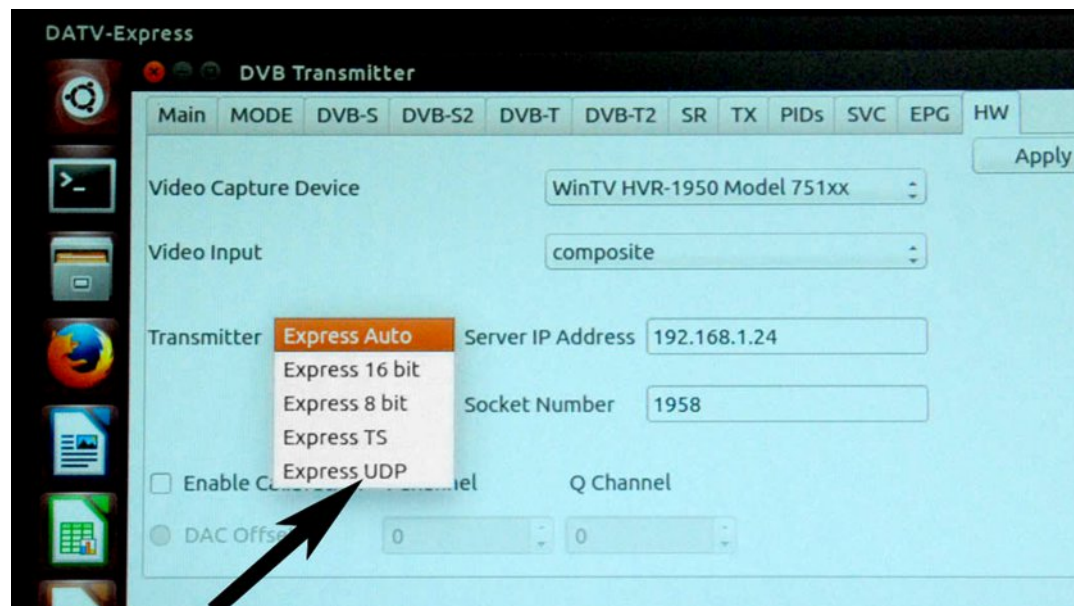 DATV-Express
DVB Transmitter
Main MODE DVB-S DVB-S2 DVB-T DVB-T2 SR TX PIDs SVC EPG HW
Apply
Video Capture Device WinTV HVR-1950 Model 751xx
Video Input composite
Transmitter Express Auto Server IP Address 192.168.1.24
Express 16 bit
Express 8 bit Socket Number 1958
Express TS
Express UDP
Enable Q Channel
DAC 0 0